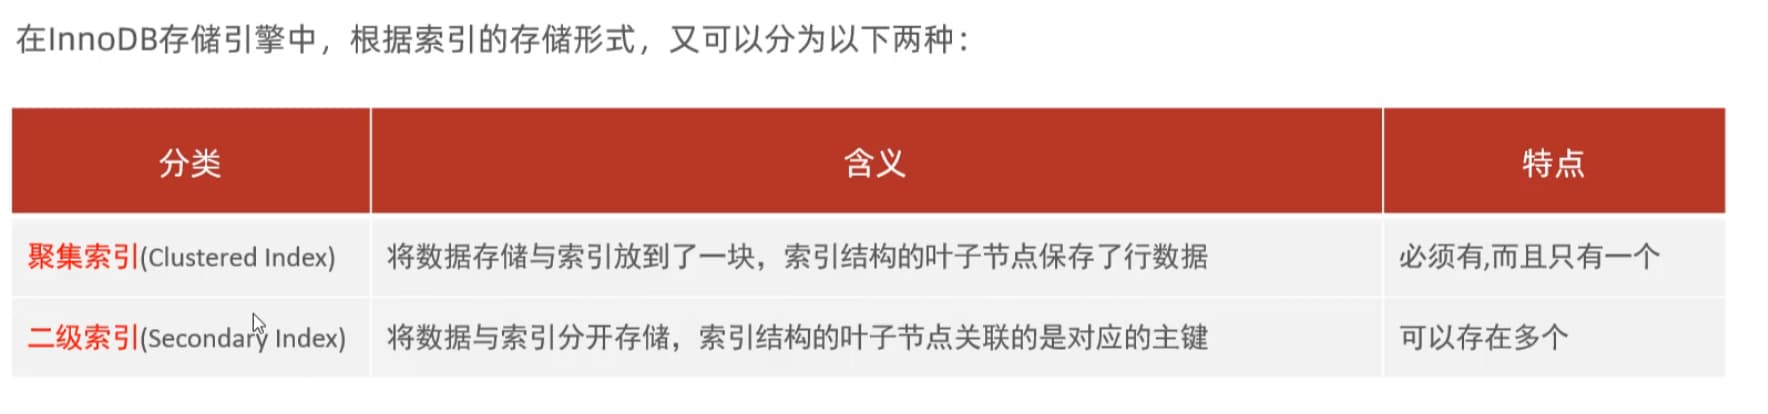 在InnoDB存储引擎中，根据索引的存储形式，又可以分为以下两种：
分类 含义 特点
聚集索引(Clustered Index) 将数据存储与索引放到了一块，索引结构的叶子节点保存了行数据 必须有,而且只有一个
二级索引(Secondary Index) 将数据与索引分开存储，索引结构的叶子节点关联的是对应的主键 可以存在多个